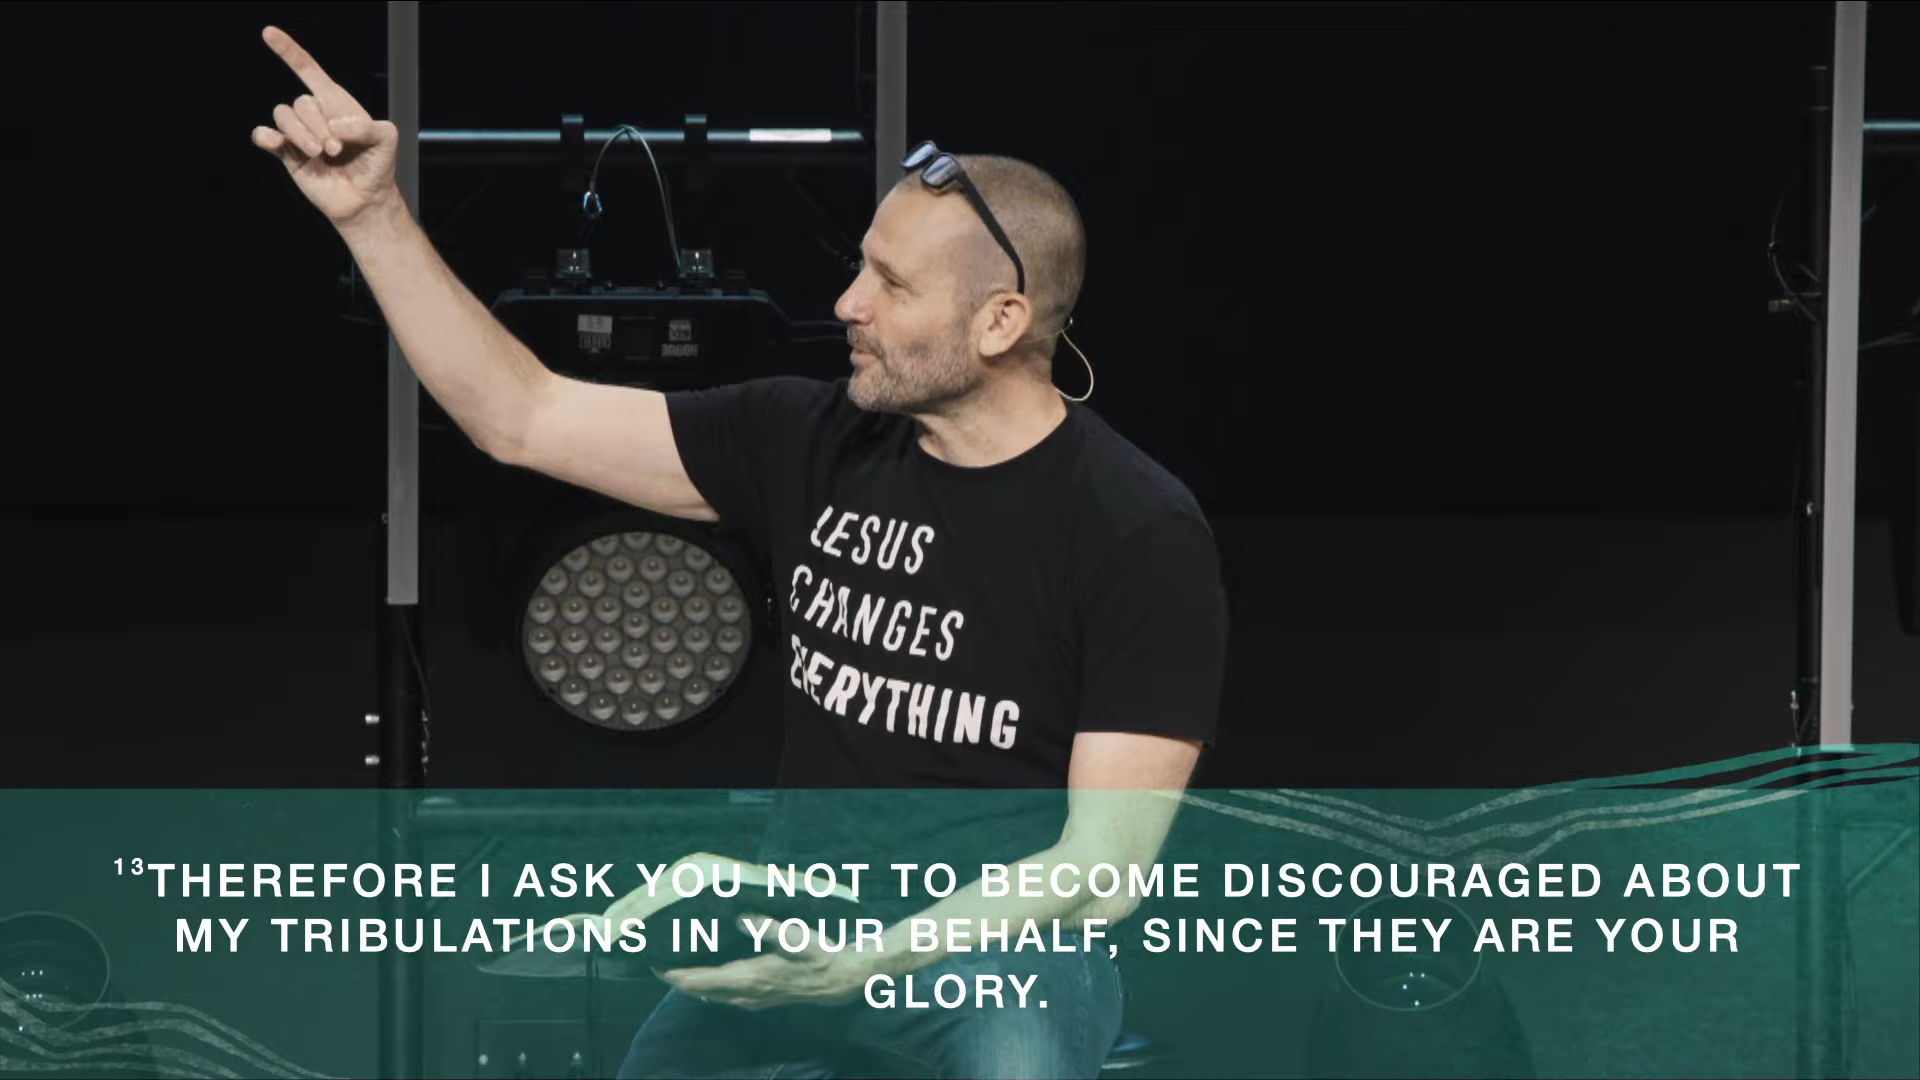 JESUS
CHANGES
EVERYTHING
¹³THEREFORE I ASK YOU NOT TO BECOME DISCOURAGED ABOUT
MY TRIBULATIONS IN YOUR BEHALF, SINCE THEY ARE YOUR
GLORY.